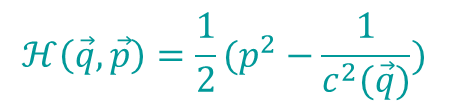 ℋ(q⃗, p⃗) = 1/2 (p² − 1/c²(q⃗))